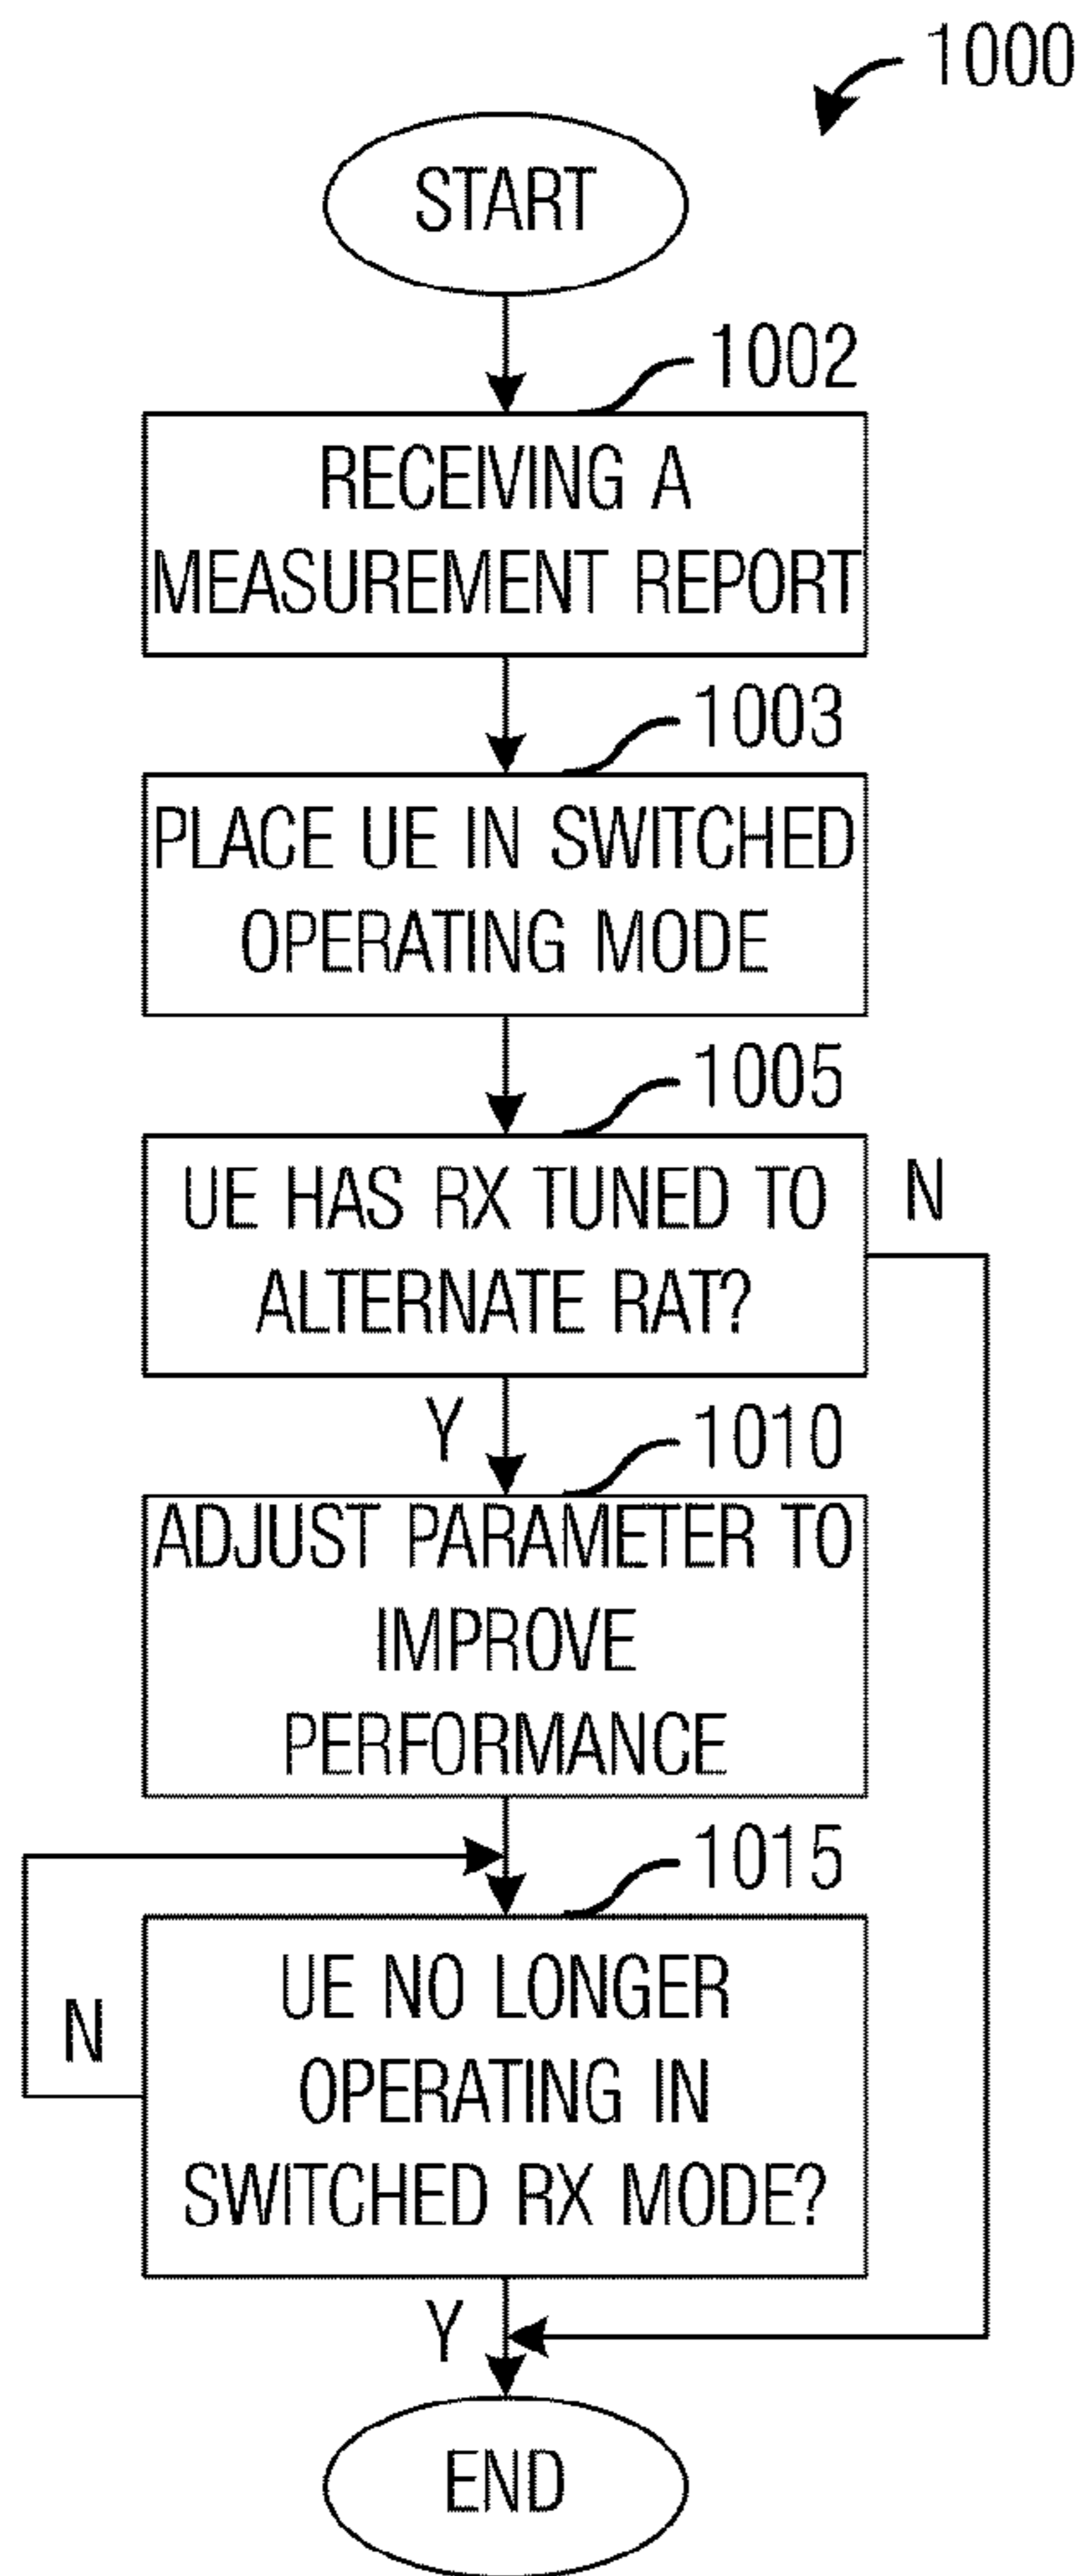 1000
START
1002
RECEIVING A
MEASUREMENT REPORT
1003
PLACE UE IN SWITCHED
OPERATING MODE
1005
UE HAS RX TUNED TO
ALTERNATE RAT?
N
Y
1010
ADJUST PARAMETER TO
IMPROVE
PERFORMANCE
1015
UE NO LONGER
OPERATING IN
SWITCHED RX MODE?
N
Y
END